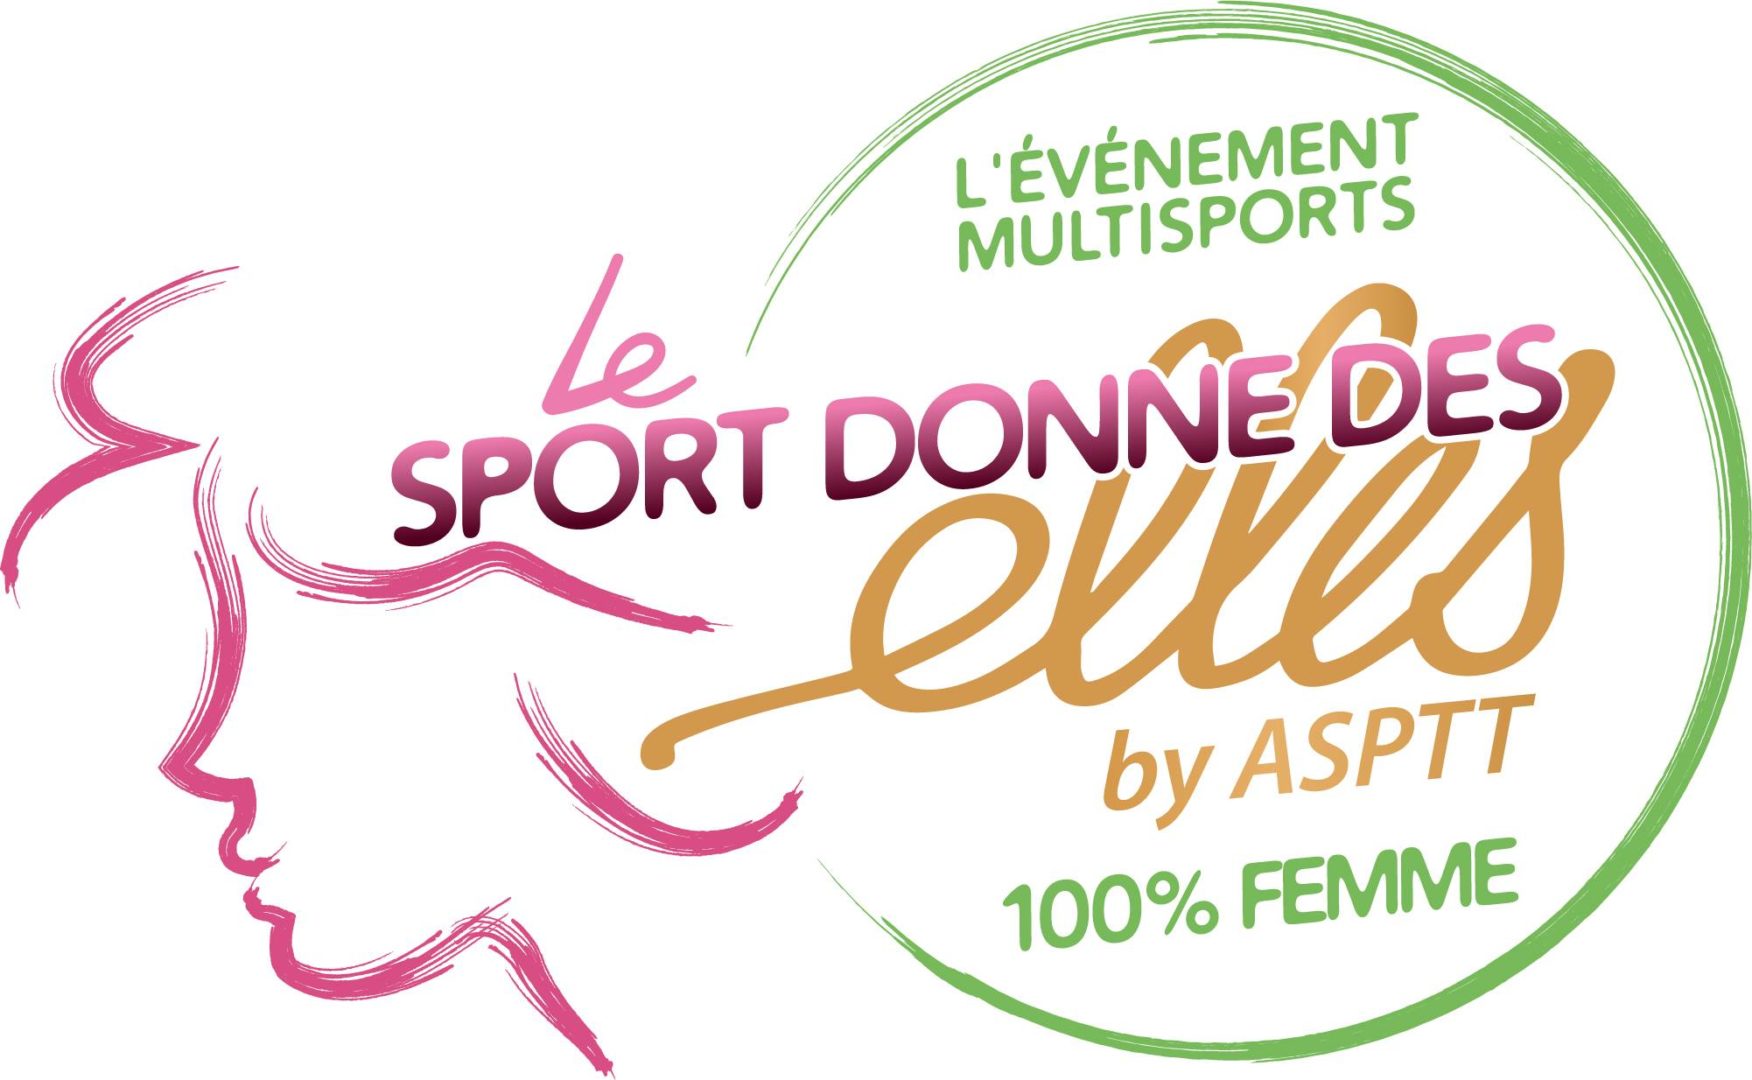 L'ÉVÉNEMENT
MULTISPORTS
Le
SPORT DONNE DES
elles
by ASPTT
100% FEMME